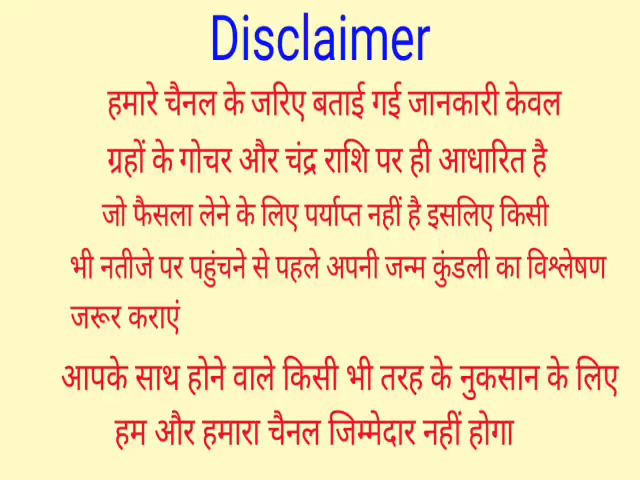 Disclaimer
हमारे चैनल के जरिए बताई गई जानकारी केवल
ग्रहों के गोचर और चंद्र राशि पर ही आधारित है
जो फैसला लेने के लिए पर्याप्त नहीं है इसलिए किसी
भी नतीजे पर पहुंचने से पहले अपनी जन्म कुंडली का विश्लेषण
जरूर कराएं
आपके साथ होने वाले किसी भी तरह के नुकसान के लिए
हम और हमारा चैनल जिम्मेदार नहीं होगा